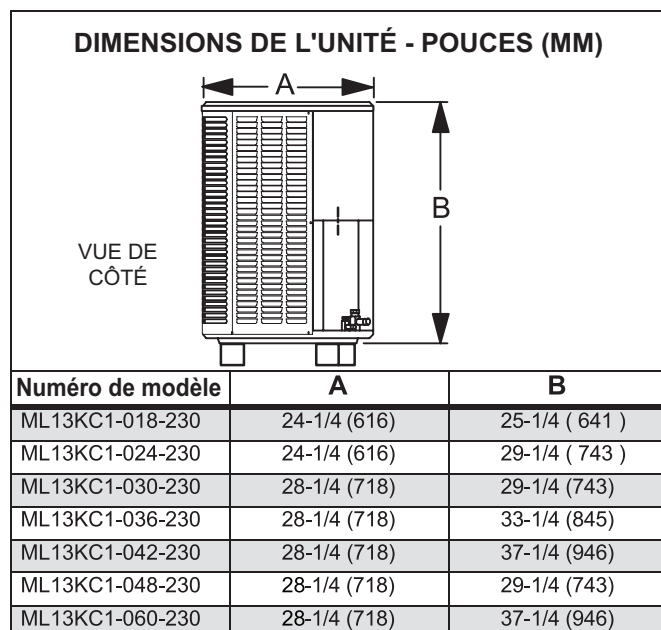 DIMENSIONS DE L'UNITÉ - POUCES (MM)
A
B
VUE DE
CÔTÉ
Numéro de modèle A B
ML13KC1-018-230 24-1/4 (616) 25-1/4 ( 641 )
ML13KC1-024-230 24-1/4 (616) 29-1/4 ( 743 )
ML13KC1-030-230 28-1/4 (718) 29-1/4 (743)
ML13KC1-036-230 28-1/4 (718) 33-1/4 (845)
ML13KC1-042-230 28-1/4 (718) 37-1/4 (946)
ML13KC1-048-230 28-1/4 (718) 29-1/4 (743)
ML13KC1-060-230 28-1/4 (718) 37-1/4 (946)